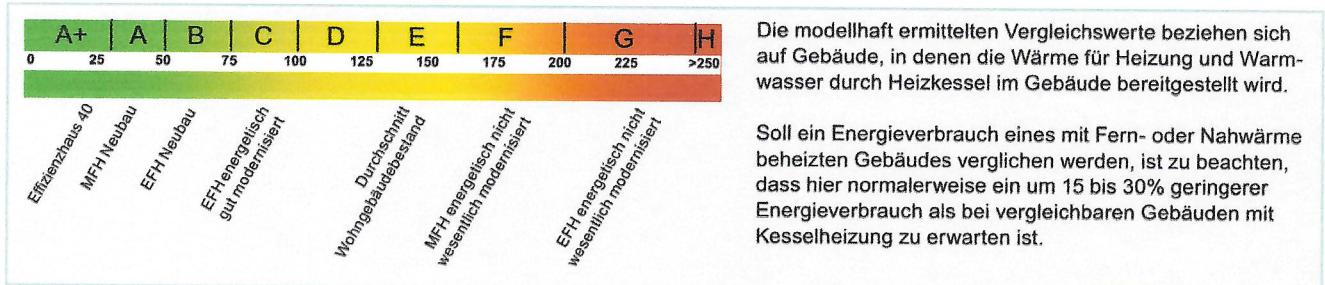 A+ A B C D E F G H
0 25 50 75 100 125 150 175 200 225 >250
Effizienzhaus 40
MFH Neubau
EFH Neubau
EFH energetisch
gut modernisiert
Durchschnitt
Wohngebäudebestand
MFH energetisch nicht
wesentlich modernisiert
EFH energetisch nicht
wesentlich modernisiert
Die modellhaft ermittelten Vergleichswerte beziehen sich
auf Gebäude, in denen die Wärme für Heizung und Warm-
wasser durch Heizkessel im Gebäude bereitgestellt wird.
Soll ein Energieverbrauch eines mit Fern- oder Nahwärme
beheizten Gebäudes verglichen werden, ist zu beachten,
dass hier normalerweise ein um 15 bis 30% geringerer
Energieverbrauch als bei vergleichbaren Gebäuden mit
Kesselheizung zu erwarten ist.